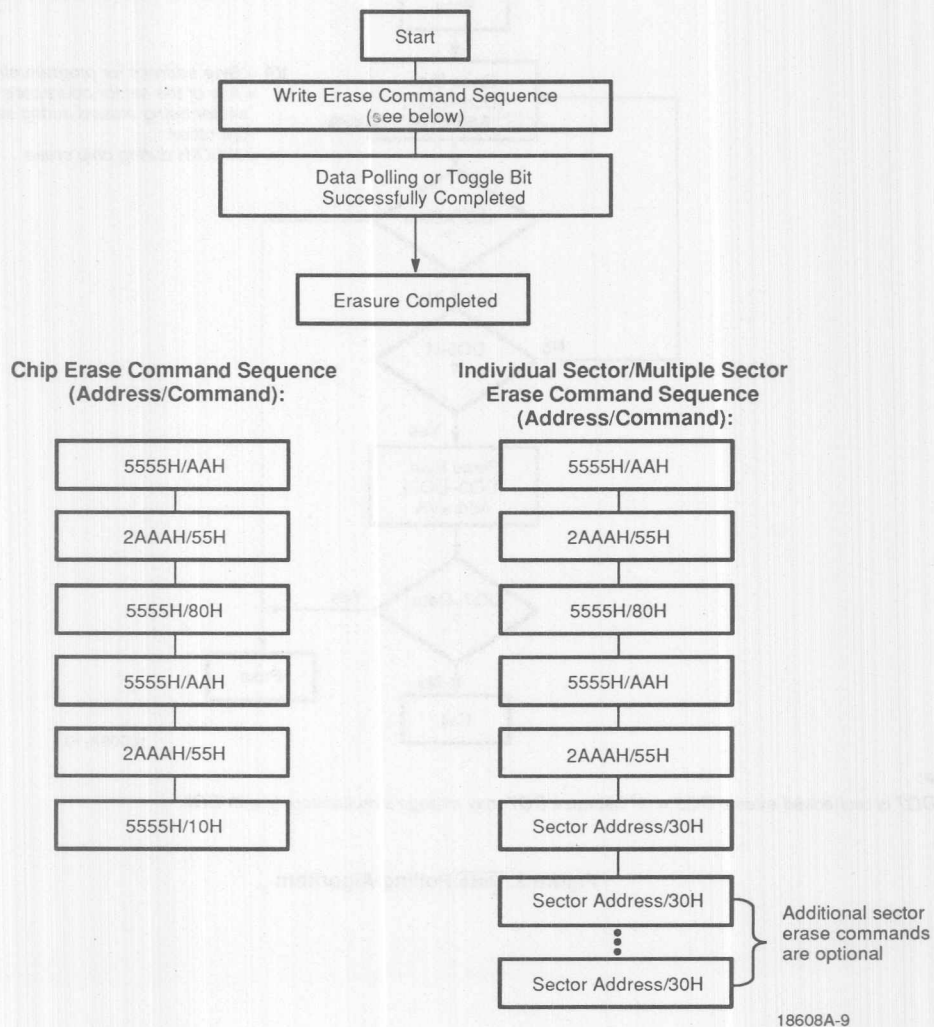 Start
Write Erase Command Sequence
(see below)
Data Polling or Toggle Bit
Successfully Completed
Erasure Completed
Chip Erase Command Sequence
(Address/Command):
5555H/AAH
2AAAH/55H
5555H/80H
5555H/AAH
2AAAH/55H
5555H/10H
Individual Sector/Multiple Sector
Erase Command Sequence
(Address/Command):
5555H/AAH
2AAAH/55H
5555H/80H
5555H/AAH
2AAAH/55H
Sector Address/30H
Sector Address/30H
Sector Address/30H
Additional sector
erase commands
are optional
18608A-9